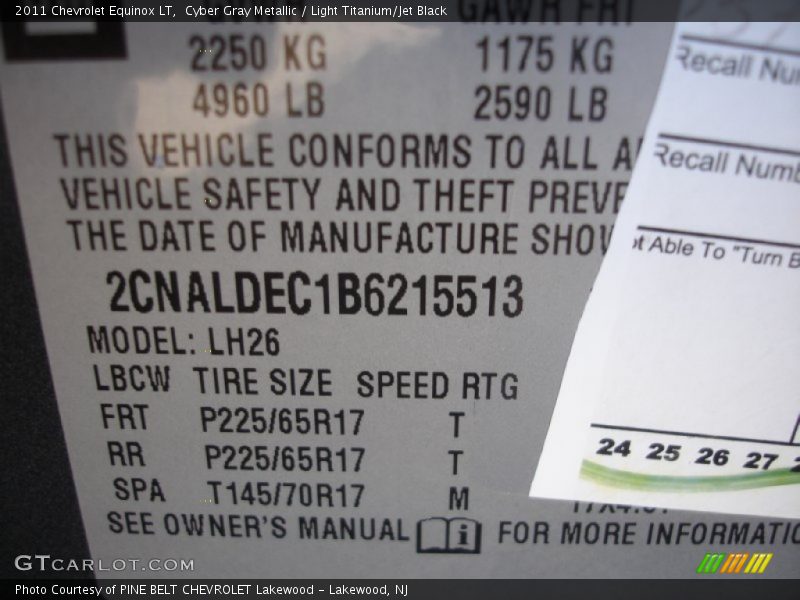 2011 Chevrolet Equinox LT, Cyber Gray Metallic / Light Titanium/Jet Black
GAWR FRT
2250 KG 1175 KG
4960 LB 2590 LB
THIS VEHICLE CONFORMS TO ALL
VEHICLE SAFETY AND THEFT PREVE
THE DATE OF MANUFACTURE SHOW
2CNALDEC1B6215513
MODEL: LH26
LBCW TIRE SIZE SPEED RTG
FRT P225/65R17 T
RR P225/65R17 T
SPA T145/70R17 M
SEE OWNER'S MANUAL i FOR MORE INFORMATIO
Recall Num
Recall Numb
ot Able To "Turn B
24 25 26 27
GTCARLOT.COM
Photo Courtesy of PINE BELT CHEVROLET Lakewood – Lakewood, NJ